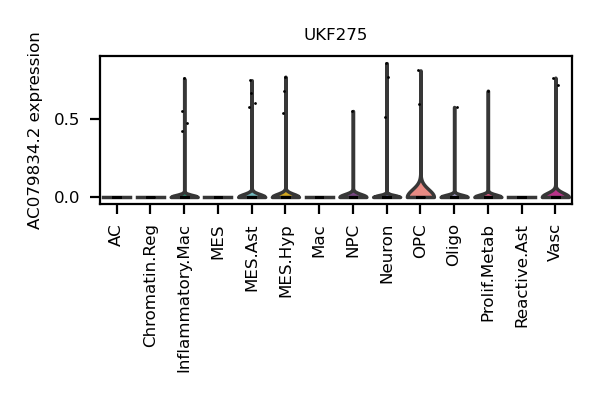 UKF275
AC079834.2 expression
0.5
0.0
AC
Chromatin.Reg
Inflammatory.Mac
MES
MES.Ast
MES.Hyp
Mac
NPC
Neuron
OPC
Oligo
Prolif.Metab
Reactive.Ast
Vasc